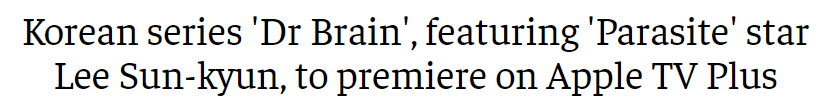 Korean series 'Dr Brain', featuring 'Parasite' star
Lee Sun-kyun, to premiere on Apple TV Plus